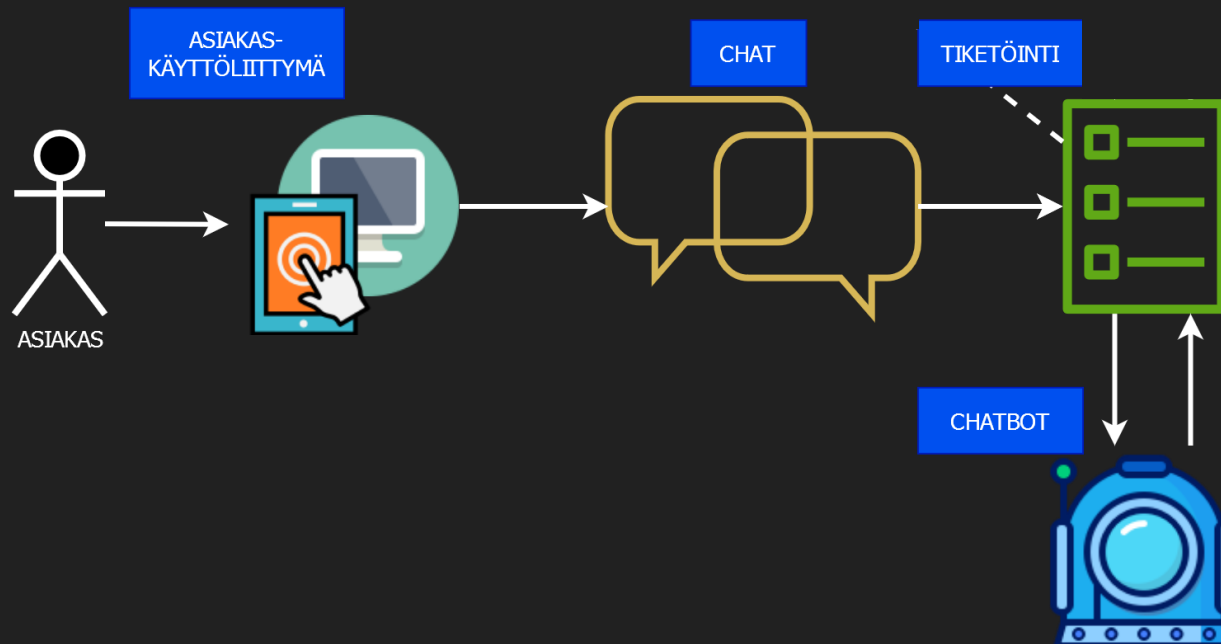 ASIAKAS-
KÄYTTÖLIITTYMÄ
CHAT
TIKETÖINTI
ASIAKAS
CHATBOT